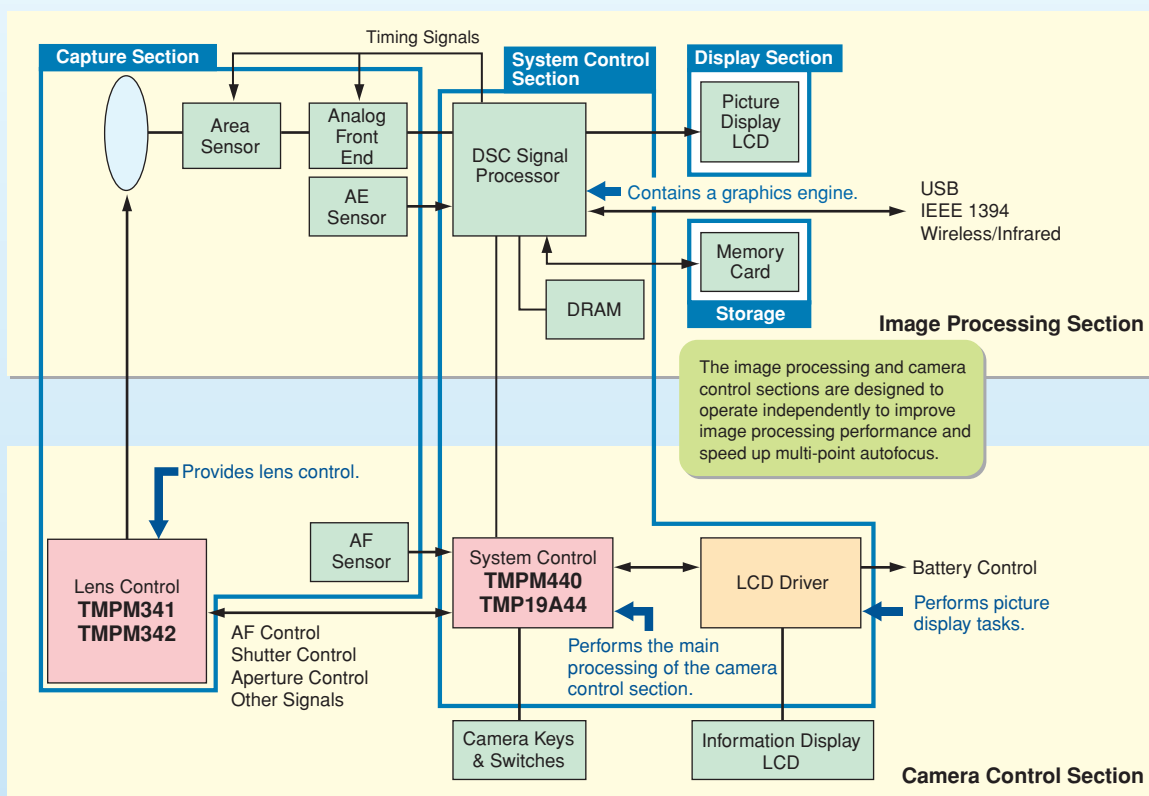 Timing Signals
Capture Section
System Control
Section
Display Section
Area
Sensor
Analog
Front
End
DSC Signal
Processor
Picture
Display
LCD
AE
Sensor
Contains a graphics engine.
USB
IEEE 1394
Wireless/Infrared
Memory
Card
DRAM
Storage
Image Processing Section
The image processing and camera
control sections are designed to
operate independently to improve
image processing performance and
speed up multi-point autofocus.
Provides lens control.
AF
Sensor
System Control
TMPM440
TMP19A44
LCD Driver
Battery Control
Lens Control
TMPM341
TMPM342
Performs picture
display tasks.
AF Control
Shutter Control
Aperture Control
Other Signals
Performs the main
processing of the camera
control section.
Camera Keys
& Switches
Information Display
LCD
Camera Control Section